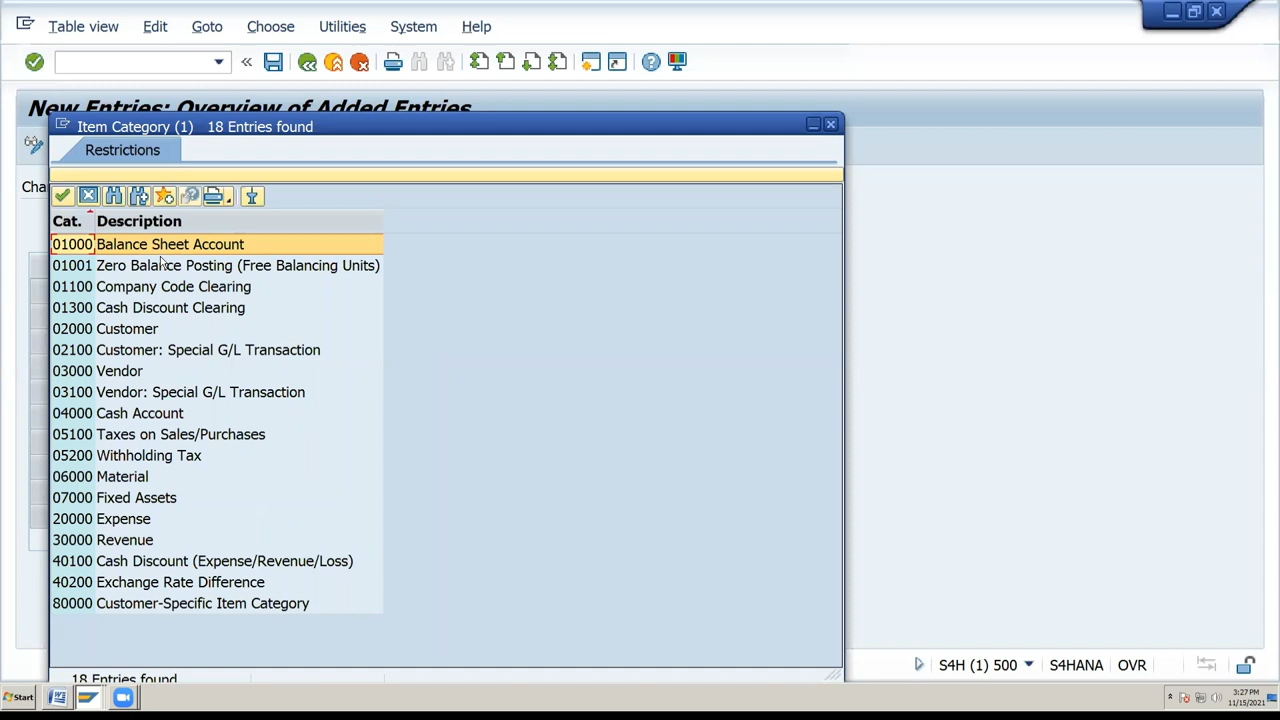 Table view Edit Goto Choose Utilities System Help
New Entries: Overview of Added Entries
Item Category (1) 18 Entries found
Restrictions
Cha
Cat. Description
01000 Balance Sheet Account
01001 Zero Balance Posting (Free Balancing Units)
01100 Company Code Clearing
01300 Cash Discount Clearing
02000 Customer
02100 Customer: Special G/L Transaction
03000 Vendor
03100 Vendor: Special G/L Transaction
04000 Cash Account
05100 Taxes on Sales/Purchases
05200 Withholding Tax
06000 Material
07000 Fixed Assets
20000 Expense
30000 Revenue
40100 Cash Discount (Expense/Revenue/Loss)
40200 Exchange Rate Difference
80000 Customer-Specific Item Category
18 Entries found
S4H (1) 500 S4HANA OVR
Start
3:27 PM
11/15/2021